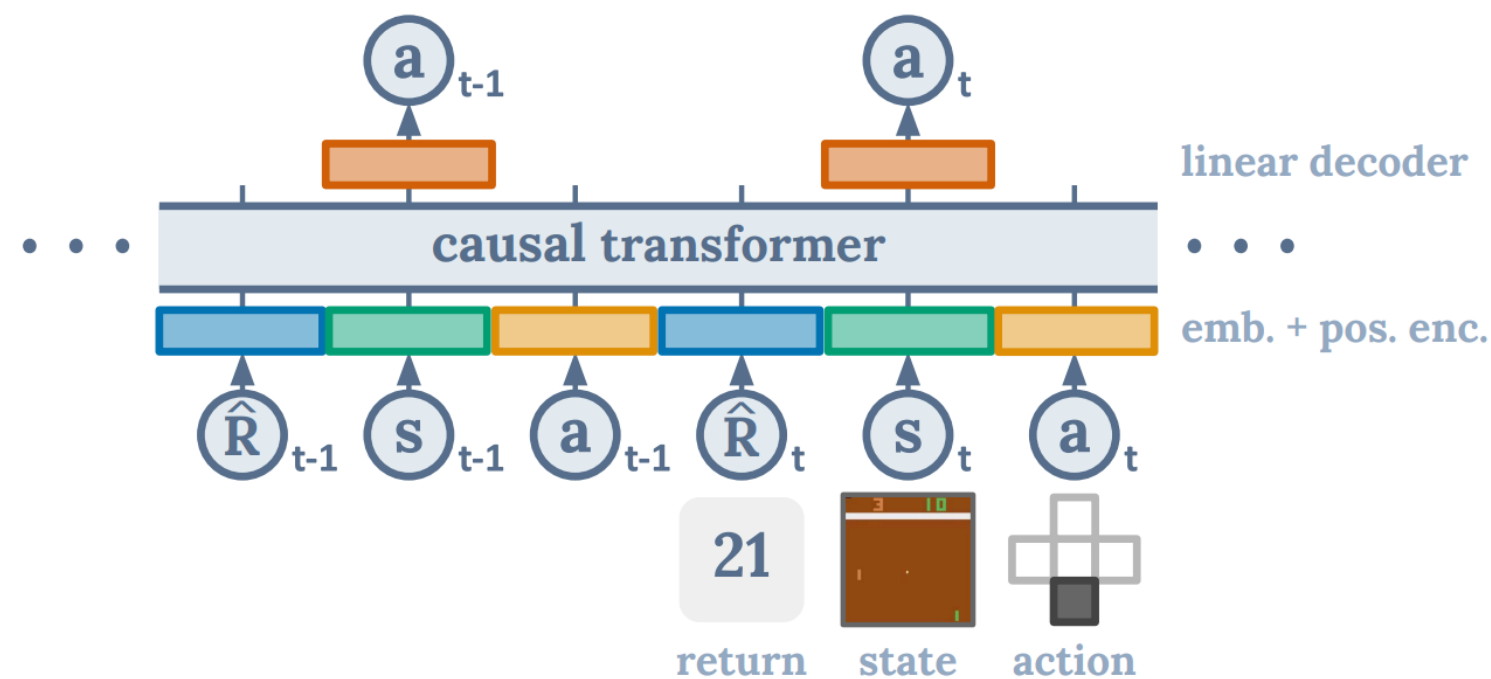 a t-1 a t
linear decoder
causal transformer
emb. + pos. enc.
R̂ t-1 s t-1 a t-1 R̂ t s t a t
3 10
21
return state action